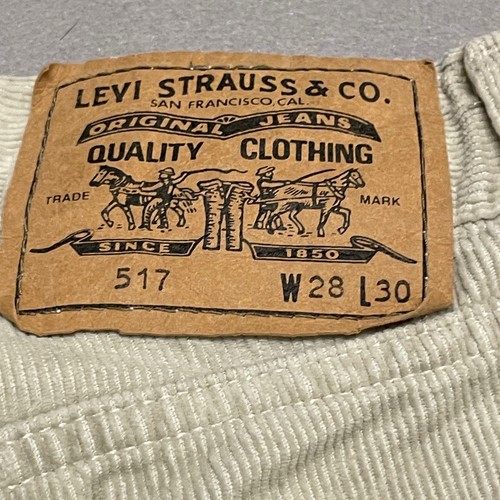 LEVI STRAUSS & CO.
SAN FRANCISCO, CAL.
ORIGINAL JEANS
QUALITY CLOTHING
TRADE MARK
SINCE 1850
517 W28 L30